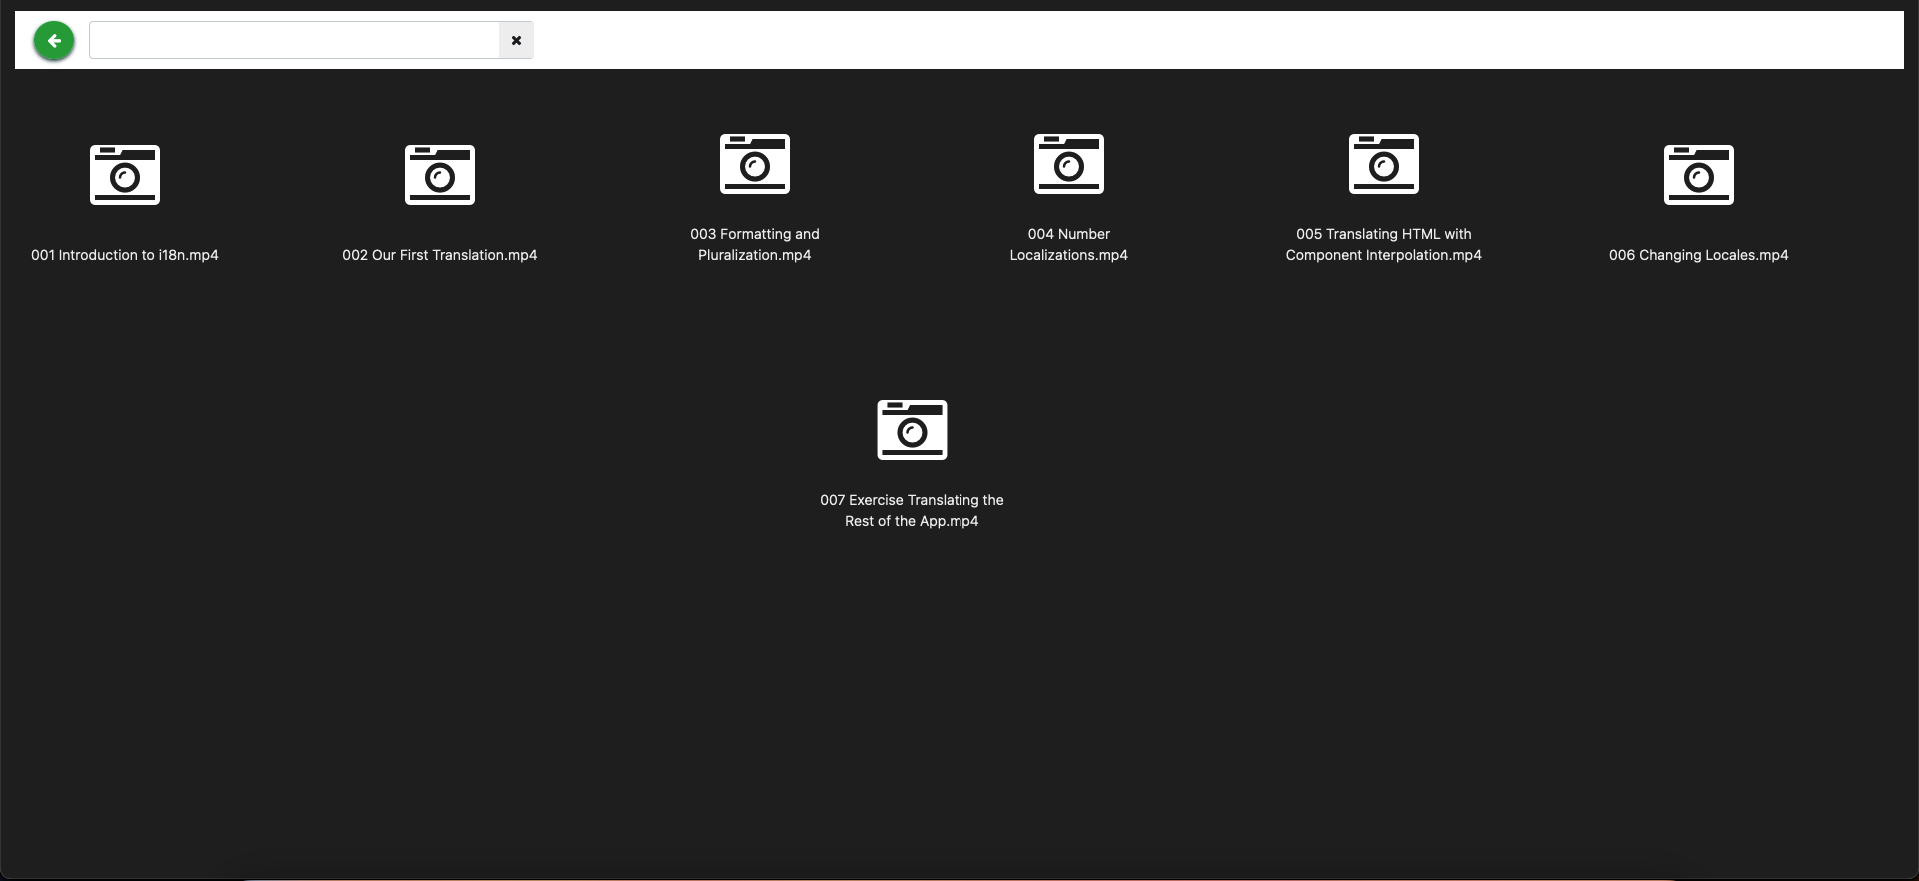 001 Introduction to i18n.mp4
002 Our First Translation.mp4
003 Formatting and
Pluralization.mp4
004 Number
Localizations.mp4
005 Translating HTML with
Component Interpolation.mp4
006 Changing Locales.mp4
007 Exercise Translating the
Rest of the App.mp4